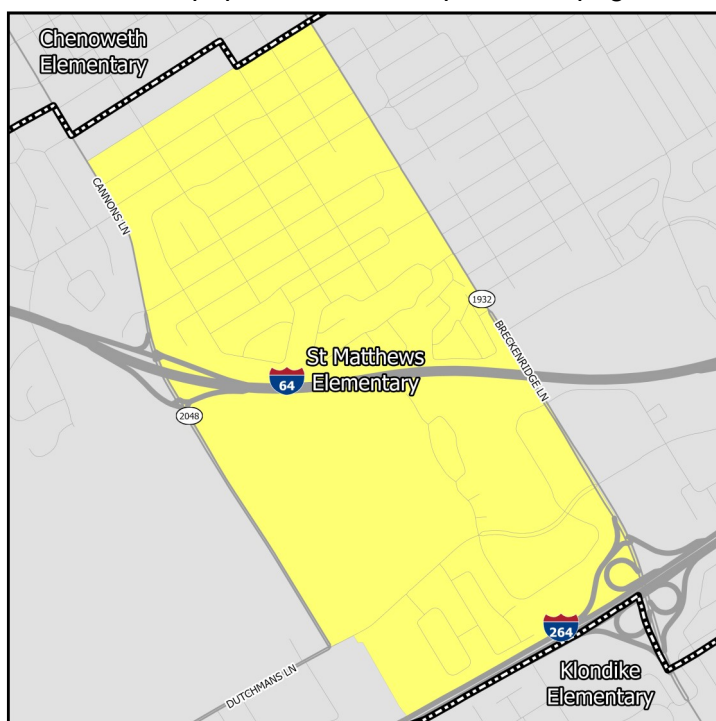 Chenoweth
Elementary
CANNONS LN
1932
BRECKENRIDGE LN
St Matthews
Elementary
64
2048
264
DUTCHMANS LN
Klondike
Elementary